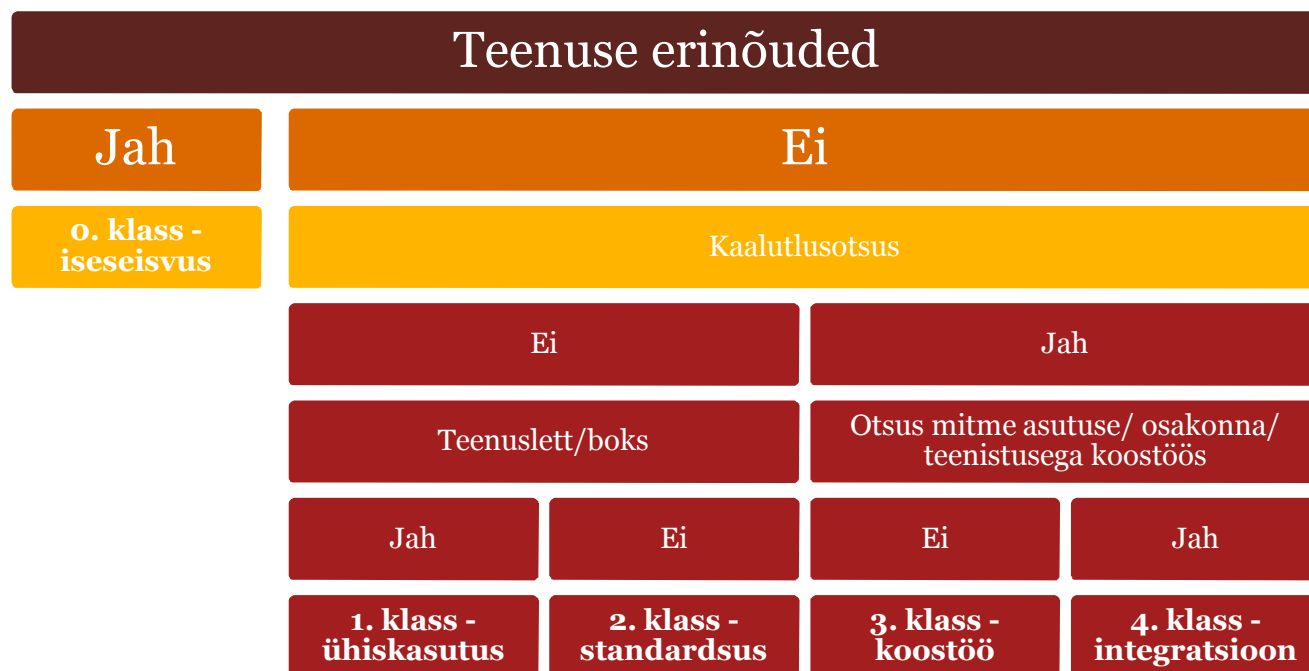 Teenuse erinõuded
Jah
Ei
0. klass -
iseseisvus
Kaalutlusotsus
Ei
Jah
Teenuslett/boks
Otsus mitme asutuse/ osakonna/
teenistusega koostöös
Jah
Ei
Ei
Jah
1. klass -
ühiskasutus
2. klass -
standardsus
3. klass -
koostöö
4. klass -
integratsioon